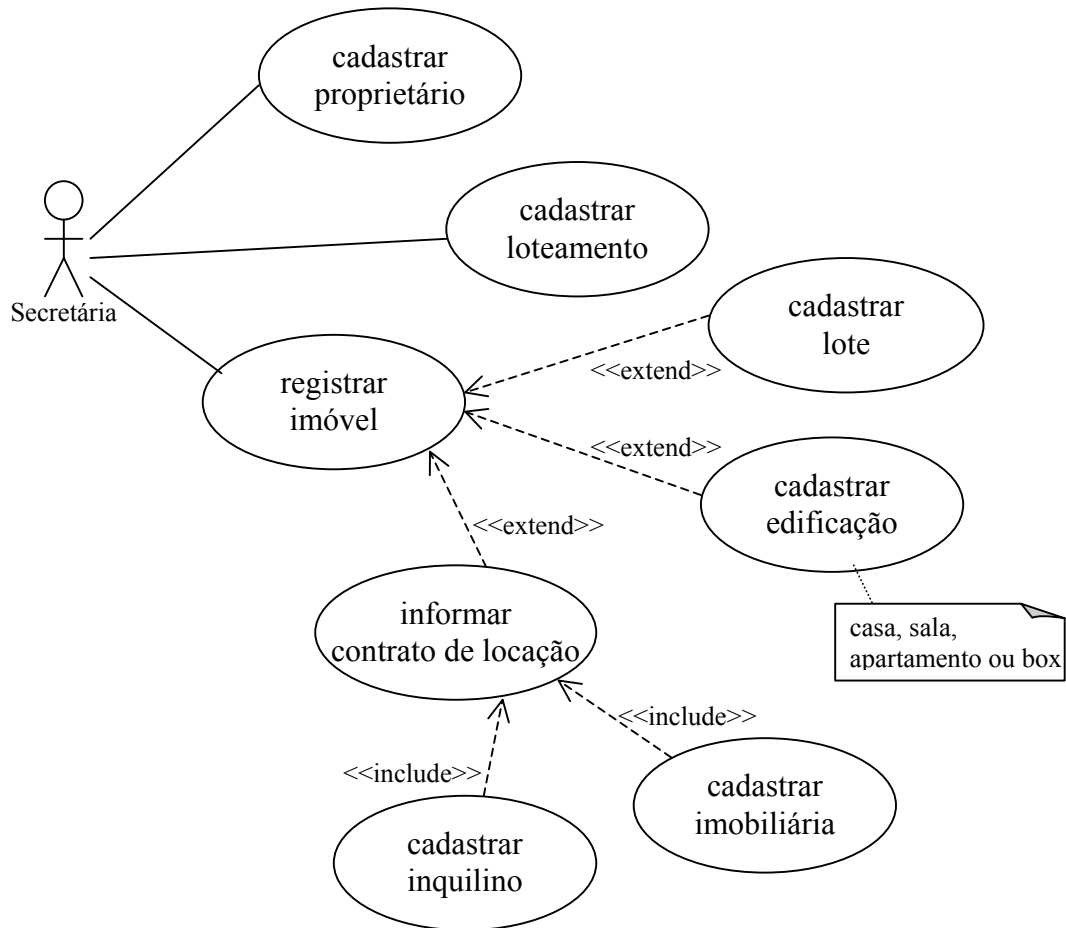 cadastrar
proprietário
cadastrar
loteamento
Secretária
cadastrar
lote
<<extend>>
registrar
imóvel
<<extend>>
cadastrar
edificação
<<extend>>
casa, sala,
apartamento ou box
informar
contrato de locação
<<include>>
<<include>>
cadastrar
imobiliária
cadastrar
inquilino